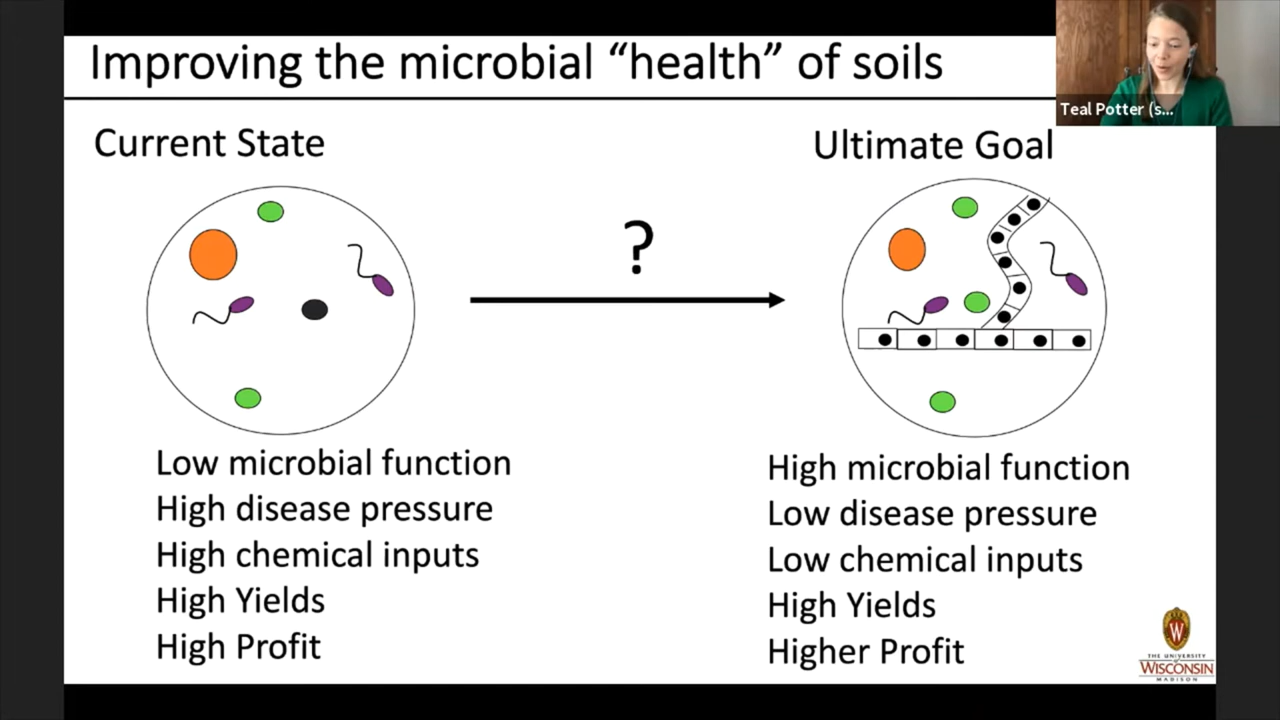 Improving the microbial “health” of soils
Teal Potter (s...
Current State
Ultimate Goal
?
Low microbial function
High disease pressure
High chemical inputs
High Yields
High Profit
High microbial function
Low disease pressure
Low chemical inputs
High Yields
Higher Profit
W
THE UNIVERSITY
of
WISCONSIN
MADISON